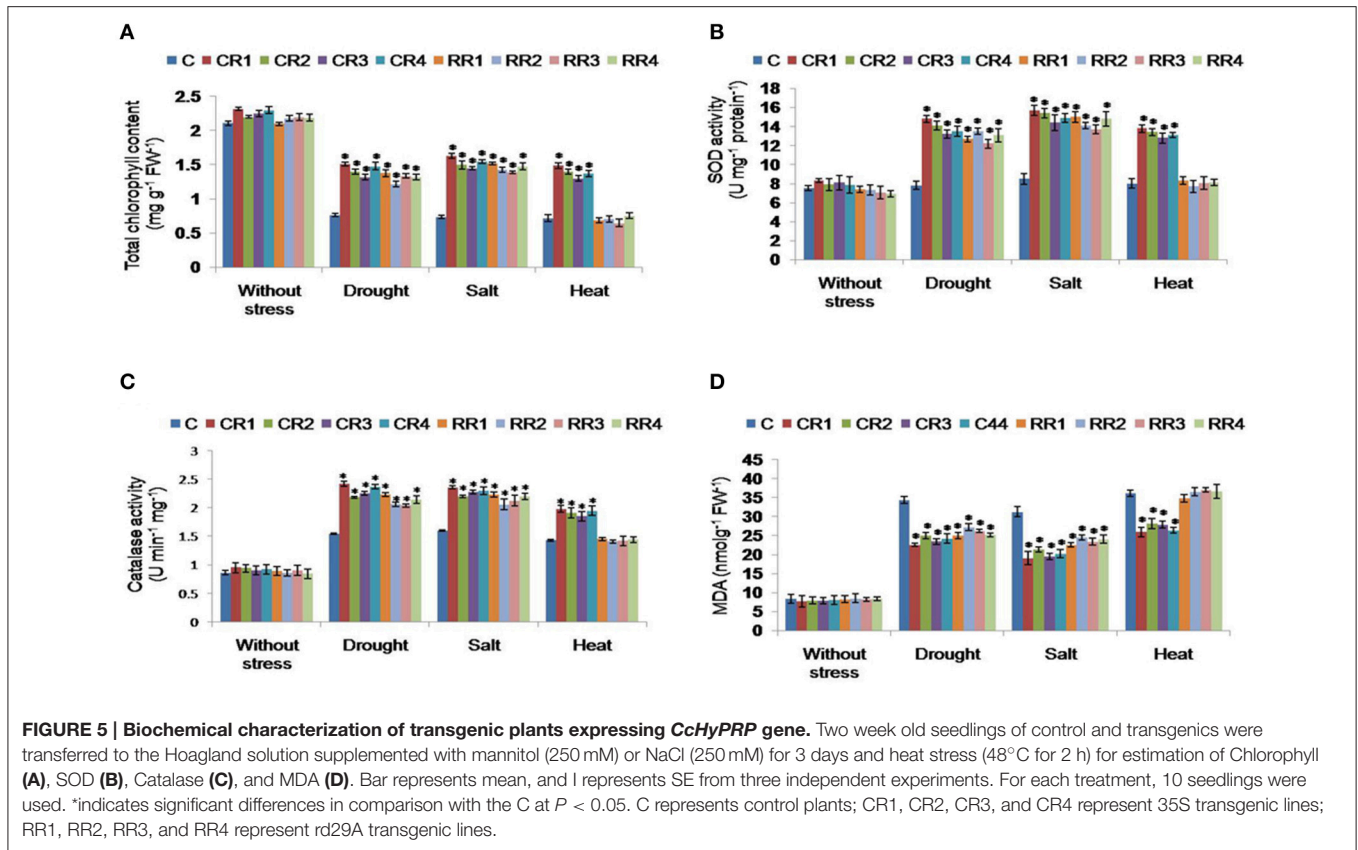 A
C CR1 CR2 CR3 CR4 RR1 RR2 RR3 RR4
Total chlorophyll content
(mg g-1 FW-1)
2.5
2
1.5
1
0.5
0
Without
stress
Drought
Salt
Heat
* * * * * * * *
* * * * * * * *
* * * *
B
C CR1 CR2 CR3 CR4 RR1 RR2 RR3 RR4
SOD activity
(U mg-1 protein-1)
18
16
14
12
10
8
6
4
2
0
Without
stress
Drought
Salt
Heat
* * * * * * * *
* * * * * * * *
* * * *
C
C CR1 CR2 CR3 CR4 RR1 RR2 RR3 RR4
Catalase activity
(U min-1 mg-1)
3
2.5
2
1.5
1
0.5
0
Without
stress
Drought
Salt
Heat
* * * * * * * *
* * * * * * * *
* * * *
D
C CR1 CR2 CR3 C44 RR1 RR2 RR3 RR4
MDA (nmolg-1 FW-1)
45
40
35
30
25
20
15
10
5
0
Without
stress
Drought
Salt
Heat
* * * * * * * *
* * * * * * * *
* * * *
FIGURE 5 | Biochemical characterization of transgenic plants expressing CcHyPRP gene. Two week old seedlings of control and transgenics were
transferred to the Hoagland solution supplemented with mannitol (250 mM) or NaCl (250 mM) for 3 days and heat stress (48°C for 2 h) for estimation of Chlorophyll
(A), SOD (B), Catalase (C), and MDA (D). Bar represents mean, and I represents SE from three independent experiments. For each treatment, 10 seedlings were
used. *indicates significant differences in comparison with the C at P < 0.05. C represents control plants; CR1, CR2, CR3, and CR4 represent 35S transgenic lines;
RR1, RR2, RR3, and RR4 represent rd29A transgenic lines.